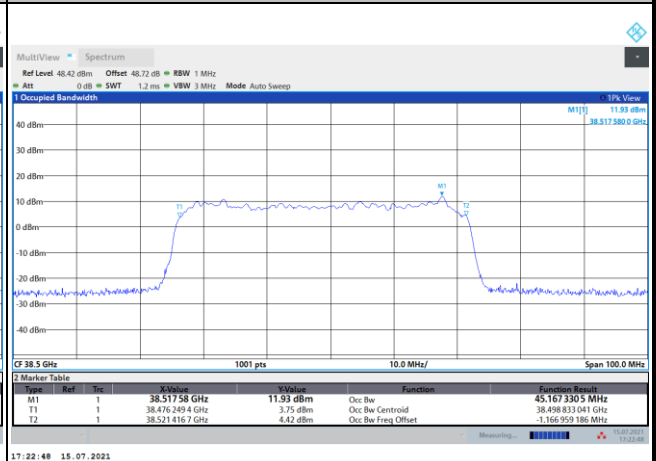 MultiView Spectrum
Ref Level 48.42 dBm Offset 48.72 dB RBW 1 MHz
Att 0 dB SWT 1.2 ms VBW 3 MHz Mode Auto Sweep
1 Occupied Bandwidth 1Pk View
M1[1] 11.93 dBm
38.517 580 0 GHz
40 dBm
30 dBm
20 dBm
M1
10 dBm
T1
T2
0 dBm
-10 dBm
-20 dBm
-30 dBm
-40 dBm
CF 38.5 GHz 1001 pts 10.0 MHz/ Span 100.0 MHz
2 Marker Table
Type Ref Trc X-Value Y-Value Function Function Result
M1 1 38.517 58 GHz 11.93 dBm Occ Bw 45.167 330 5 MHz
T1 1 38.476 249 4 GHz 3.75 dBm Occ Bw Centroid 38.498 833 041 GHz
T2 1 38.521 416 7 GHz 4.42 dBm Occ Bw Freq Offset -1.166 959 186 MHz
Measuring... 15.07.2021
17:22:48
17:22:48 15.07.2021